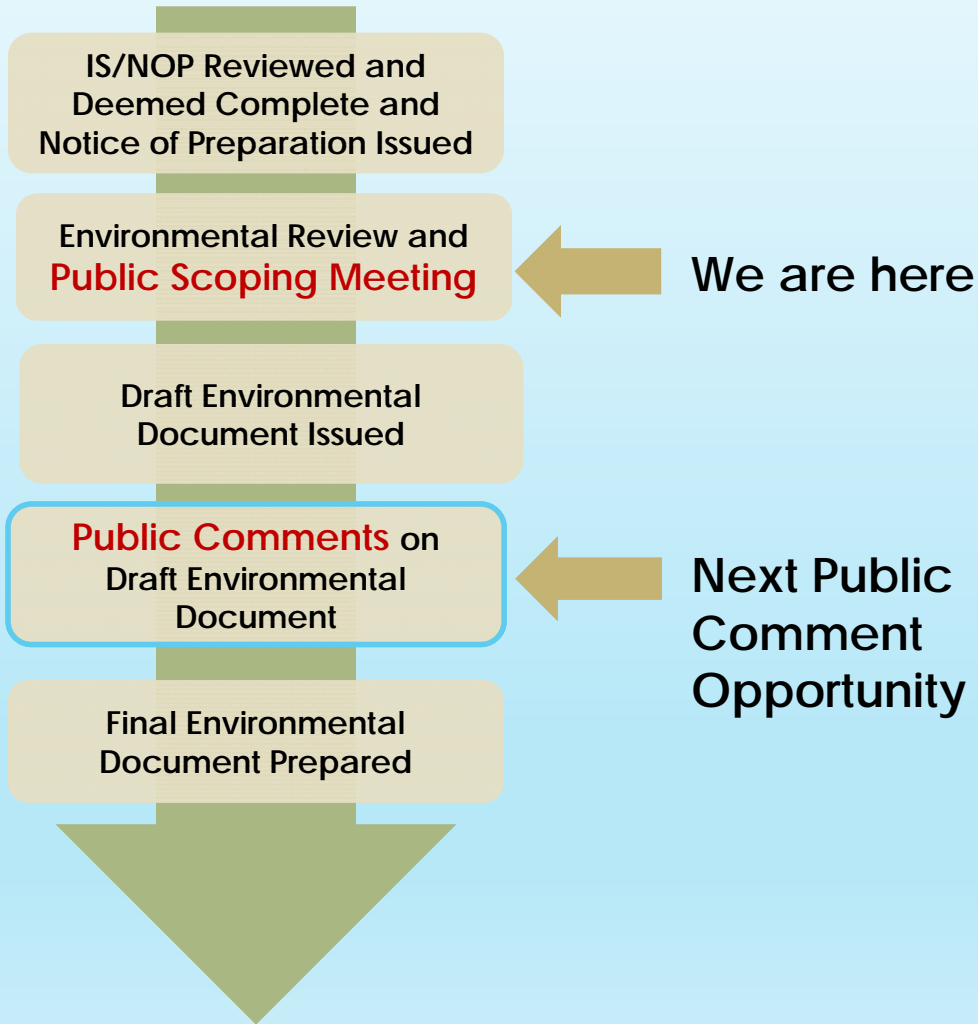 IS/NOP Reviewed and
Deemed Complete and
Notice of Preparation Issued
Environmental Review and
Public Scoping Meeting
We are here
Draft Environmental
Document Issued
Public Comments on
Draft Environmental
Document
Next Public
Comment
Opportunity
Final Environmental
Document Prepared